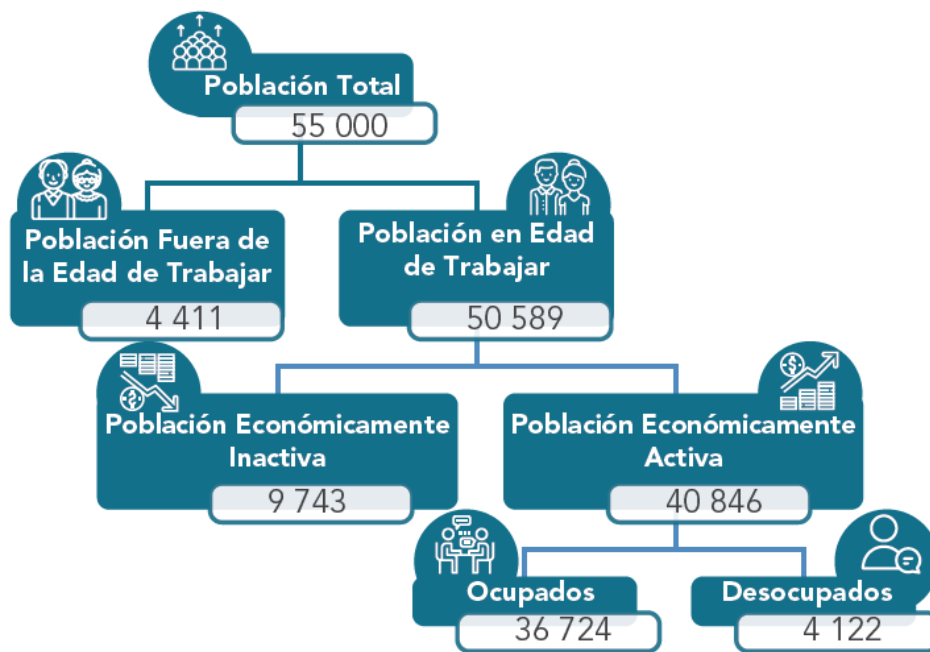 Población Total
55 000
Población Fuera de
la Edad de Trabajar
4 411
Población en Edad
de Trabajar
50 589
Población Económicamente
Inactiva
9 743
Población Económicamente
Activa
40 846
Ocupados
36 724
Desocupados
4 122